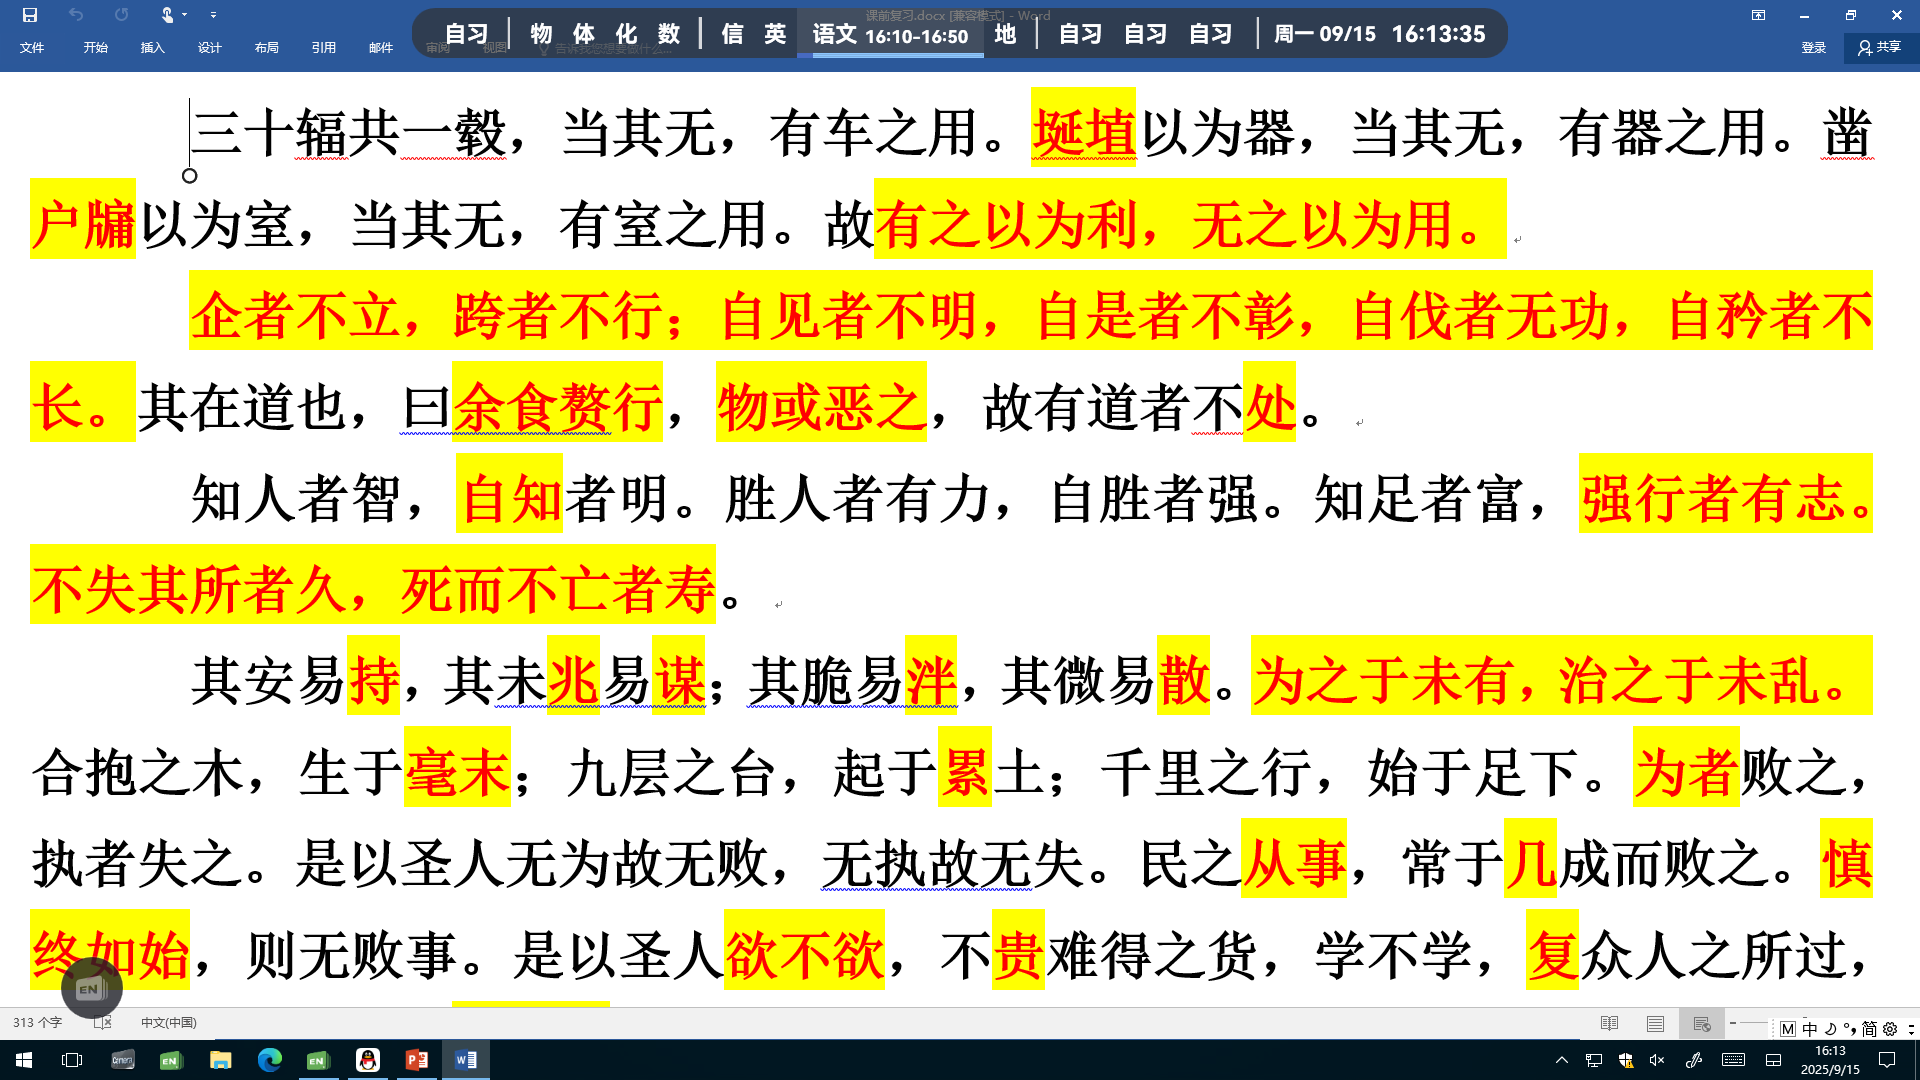 课前复习.docx [兼容模式] - Word
自习 物 体 化 数 信 英 语文 16:10-16:50 地 自习 自习 自习 周一 09/15 16:13:35
文件 开始 插入 设计 布局 引用 邮件 审阅 视图 告诉我您想要做什么... 登录 共享
三十辐共一毂，当其无，有车之用。埏埴以为器，当其无，有器之用。凿
户牖以为室，当其无，有室之用。故有之以为利，无之以为用。
企者不立，跨者不行；自见者不明，自是者不彰，自伐者无功，自矜者不
长。其在道也，曰余食赘行，物或恶之，故有道者不处。
知人者智，自知者明。胜人者有力，自胜者强。知足者富，强行者有志。
不失其所者久，死而不亡者寿。
其安易持，其未兆易谋；其脆易泮，其微易散。为之于未有，治之于未乱。
合抱之木，生于毫末；九层之台，起于累土；千里之行，始于足下。为者败之，
执者失之。是以圣人无为故无败，无执故无失。民之从事，常于几成而败之。慎
终如始，则无败事。是以圣人欲不欲，不贵难得之货，学不学，复众人之所过，
EN
313 个字 中文(中国)
M 中 简
EN EN
16:13
2025/9/15